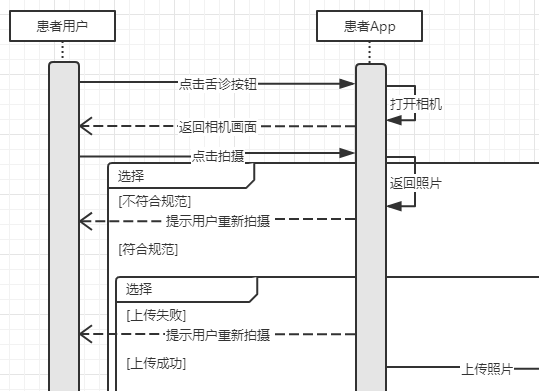 患者用户
患者App
点击舌诊按钮
打开相机
返回相机画面
点击拍摄
选择
返回照片
[不符合规范]
提示用户重新拍摄
[符合规范]
选择
[上传失败]
提示用户重新拍摄
[上传成功]
上传照片